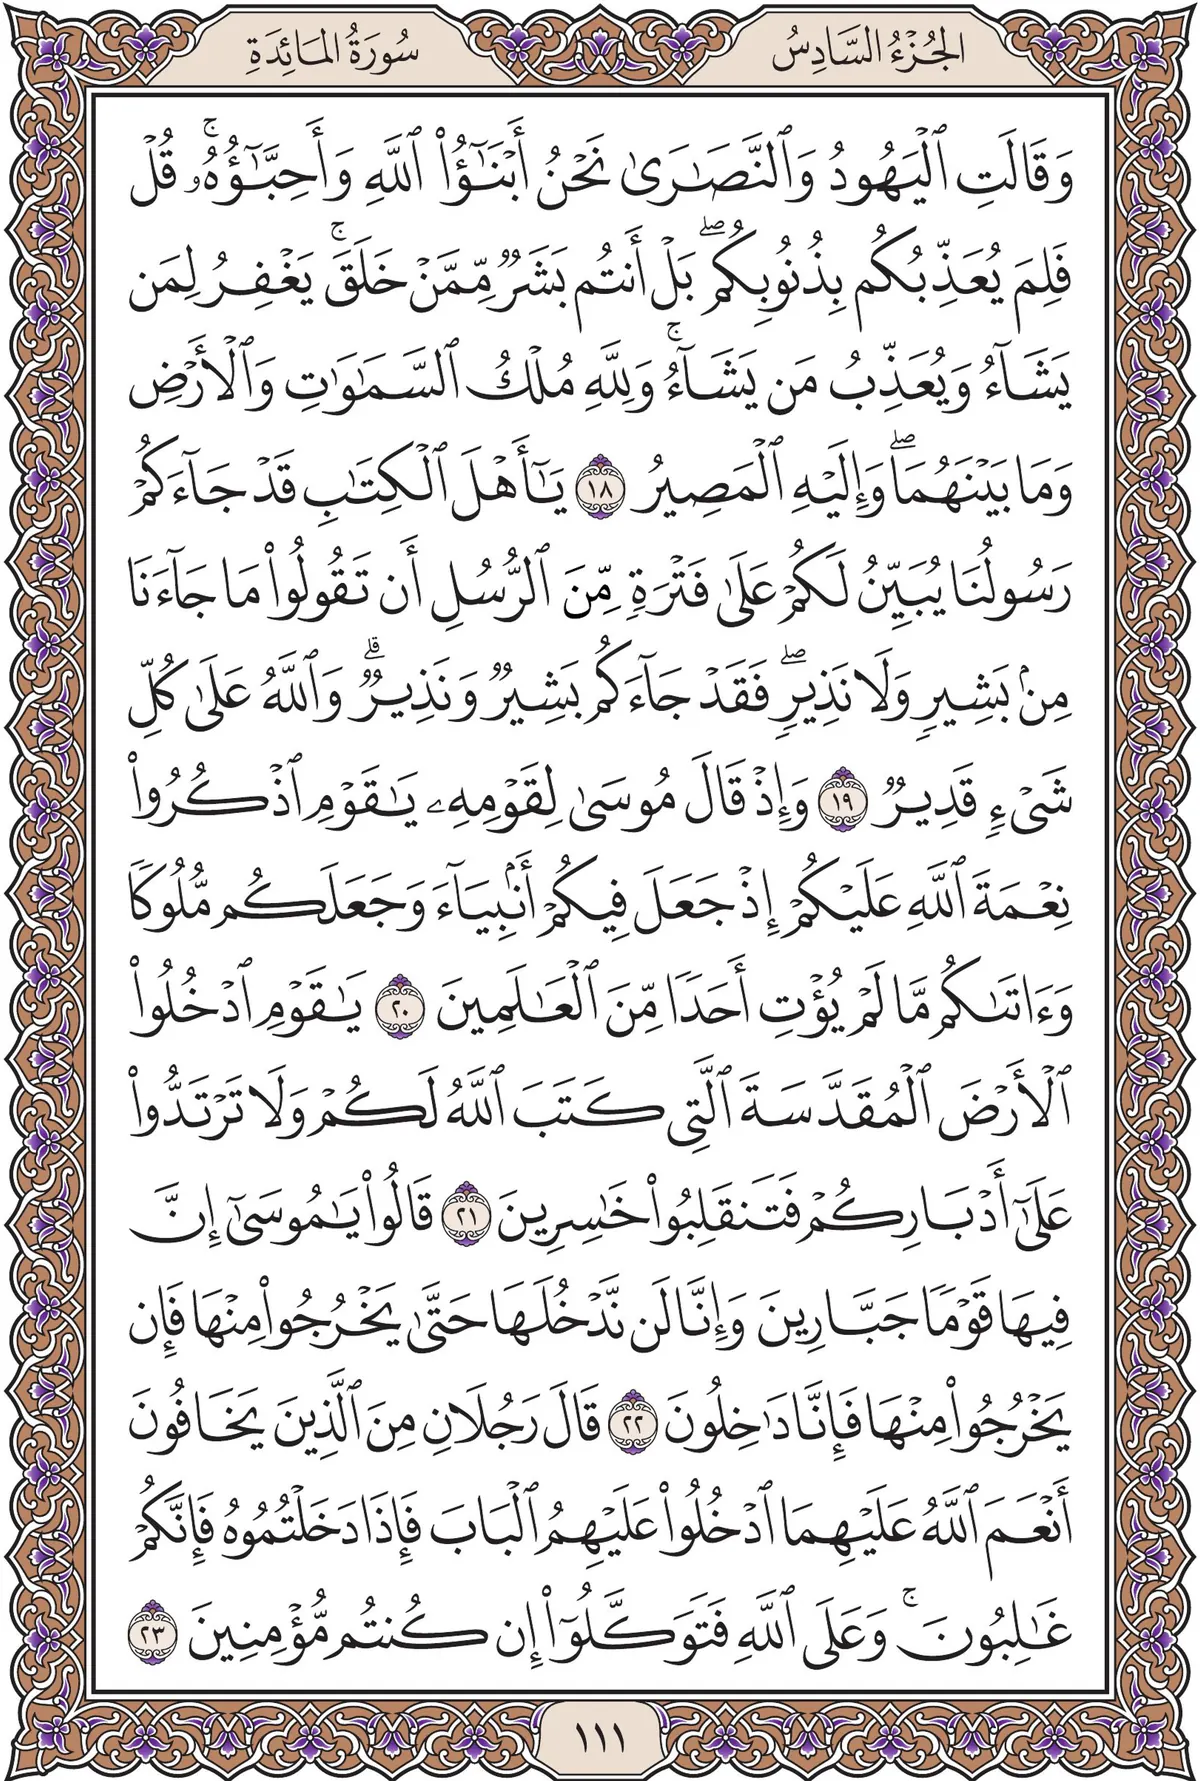 الجُزْءُ السَّادِسُ
سُورَةُ المَائِدَةِ
وَقَالَتِ ٱلۡيَهُودُ وَٱلنَّصَٰرَىٰ نَحۡنُ أَبۡنَٰٓؤُاْ ٱللَّهِ وَأَحِبَّٰٓؤُهُۥۚ قُلۡ
فَلِمَ يُعَذِّبُكُم بِذُنُوبِكُمۖ بَلۡ أَنتُم بَشَرٞ مِّمَّنۡ خَلَقَۚ يَغۡفِرُ لِمَن
يَشَآءُ وَيُعَذِّبُ مَن يَشَآءُۚ وَلِلَّهِ مُلۡكُ ٱلسَّمَٰوَٰتِ وَٱلۡأَرۡضِ
وَمَا بَيۡنَهُمَاۖ وَإِلَيۡهِ ٱلۡمَصِيرُ ١٨ يَٰٓأَهۡلَ ٱلۡكِتَٰبِ قَدۡ جَآءَكُمۡ
رَسُولُنَا يُبَيِّنُ لَكُمۡ عَلَىٰ فَتۡرَةٖ مِّنَ ٱلرُّسُلِ أَن تَقُولُواْ مَا جَآءَنَا
مِنۢ بَشِيرٖ وَلَا نَذِيرٖۖ فَقَدۡ جَآءَكُم بَشِيرٞ وَنَذِيرٞۗ وَٱللَّهُ عَلَىٰ كُلِّ
شَيۡءٖ قَدِيرٞ ١٩ وَإِذۡ قَالَ مُوسَىٰ لِقَوۡمِهِۦ يَٰقَوۡمِ ٱذۡكُرُواْ
نِعۡمَةَ ٱللَّهِ عَلَيۡكُمۡ إِذۡ جَعَلَ فِيكُمۡ أَنۢبِيَآءَ وَجَعَلَكُم مُّلُوكٗا
وَءَاتَىٰكُم مَّا لَمۡ يُؤۡتِ أَحَدٗا مِّنَ ٱلۡعَٰلَمِينَ ٢٠ يَٰقَوۡمِ ٱدۡخُلُواْ
ٱلۡأَرۡضَ ٱلۡمُقَدَّسَةَ ٱلَّتِي كَتَبَ ٱللَّهُ لَكُمۡ وَلَا تَرۡتَدُّواْ
عَلَىٰٓ أَدۡبَارِكُمۡ فَتَنقَلِبُواْ خَٰسِرِينَ ٢١ قَالُواْ يَٰمُوسَىٰٓ إِنَّ
فِيهَا قَوۡمٗا جَبَّارِينَ وَإِنَّا لَن نَّدۡخُلَهَا حَتَّىٰ يَخۡرُجُواْ مِنۡهَا فَإِن
يَخۡرُجُواْ مِنۡهَا فَإِنَّا دَٰخِلُونَ ٢٢ قَالَ رَجُلَانِ مِنَ ٱلَّذِينَ يَخَافُونَ
أَنۡعَمَ ٱللَّهُ عَلَيۡهِمَا ٱدۡخُلُواْ عَلَيۡهِمُ ٱلۡبَابَ فَإِذَا دَخَلۡتُمُوهُ فَإِنَّكُمۡ
غَٰلِبُونَۚ وَعَلَى ٱللَّهِ فَتَوَكَّلُوٓاْ إِن كُنتُم مُّؤۡمِنِينَ ٢٣
١١١